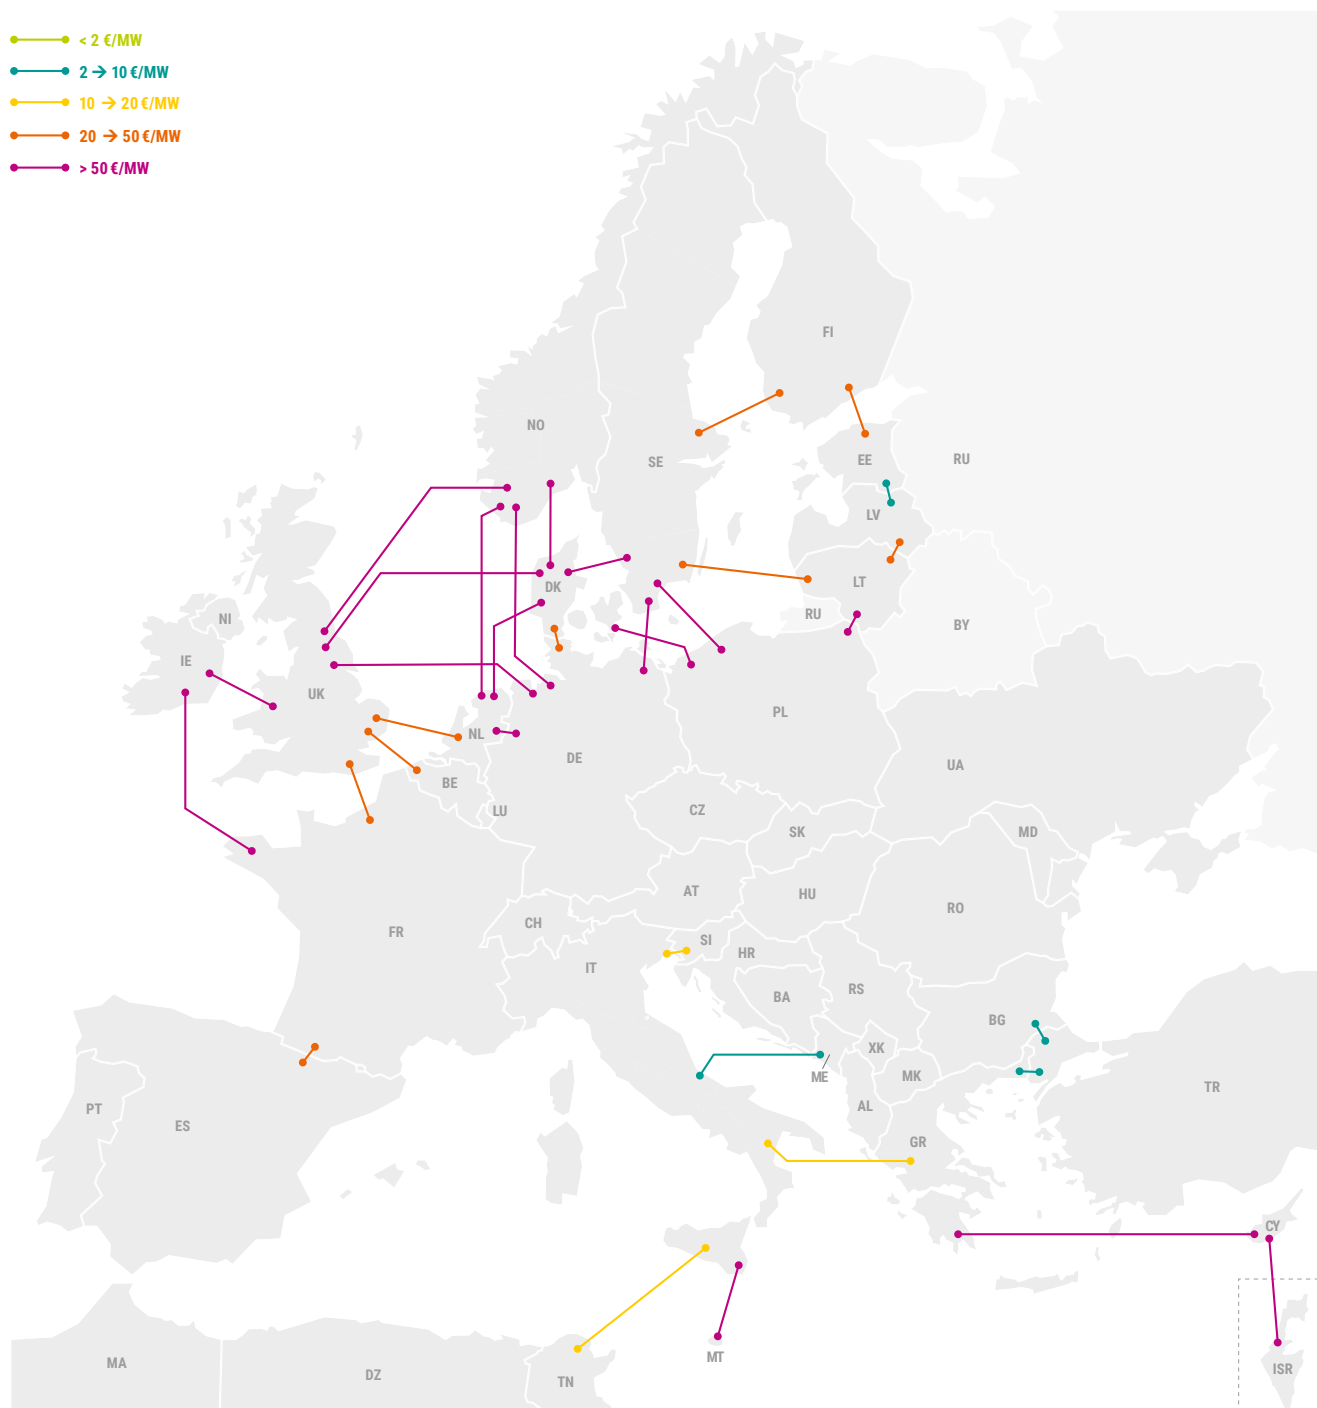 < 2 €/MW
2 → 10 €/MW
10 → 20 €/MW
20 → 50 €/MW
> 50 €/MW
FI
NO
SE
EE
RU
LV
DK
LT
RU
BY
NI
IE
UK
NL
PL
DE
UA
BE
LU
CZ
SK
MD
AT
HU
RO
CH
FR
SI
HR
IT
RS
BA
BG
XK
ME
MK
TR
PT
AL
ES
GR
CY
MT
MA
DZ
TN
ISR